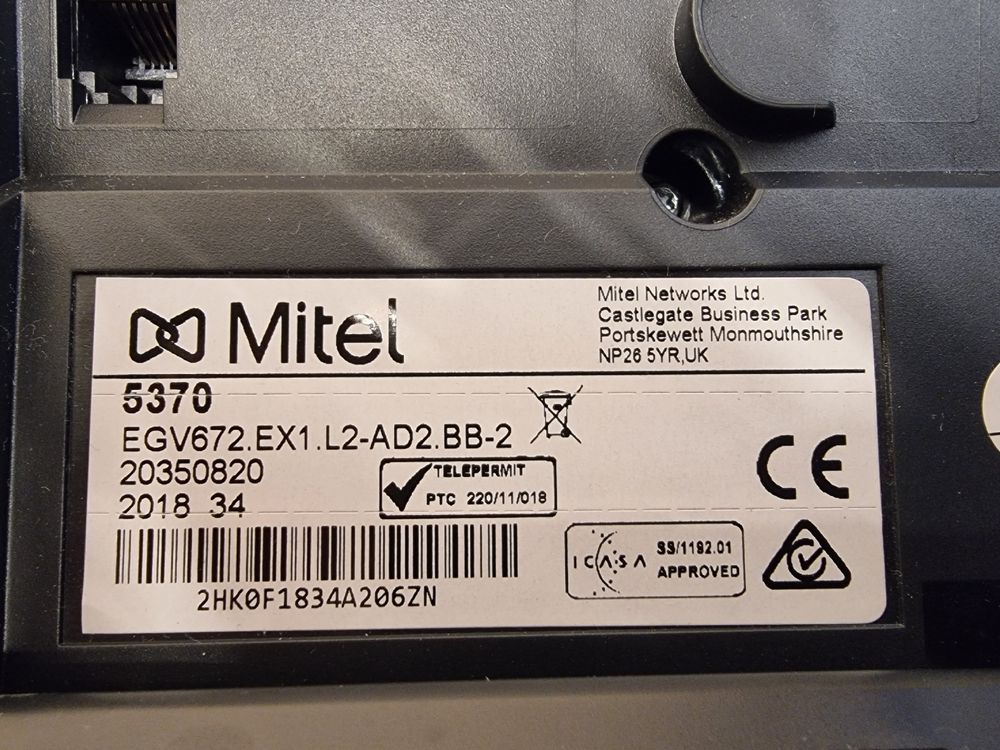 Mitel
Mitel Networks Ltd.
Castlegate Business Park
Portskewett Monmouthshire
NP26 5YR,UK
5370
EGV672.EX1.L2-AD2.BB-2
20350820
2018 34
TELEPERMIT
PTC 220/11/018
CE
ICASA
SS/1192.01
APPROVED
2HK0F1834A206ZN